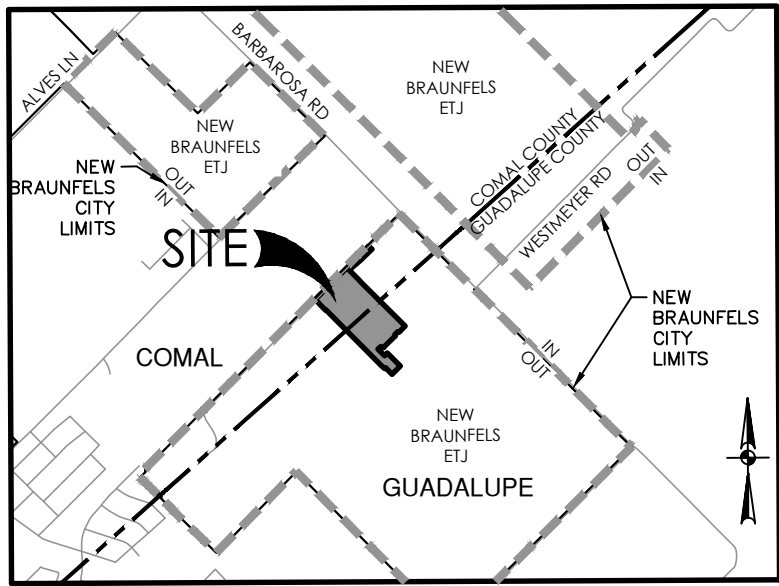 ALVES LN
BARBAROSA RD
NEW
BRAUNFELS
ETJ
NEW
BRAUNFELS
ETJ
COMAL COUNTY
GUADALUPE COUNTY
NEW
BRAUNFELS
CITY
LIMITS
OUT
IN
OUT
IN
WESTMEYER RD
SITE
NEW
BRAUNFELS
CITY
LIMITS
COMAL
IN
OUT
NEW
BRAUNFELS
ETJ
GUADALUPE